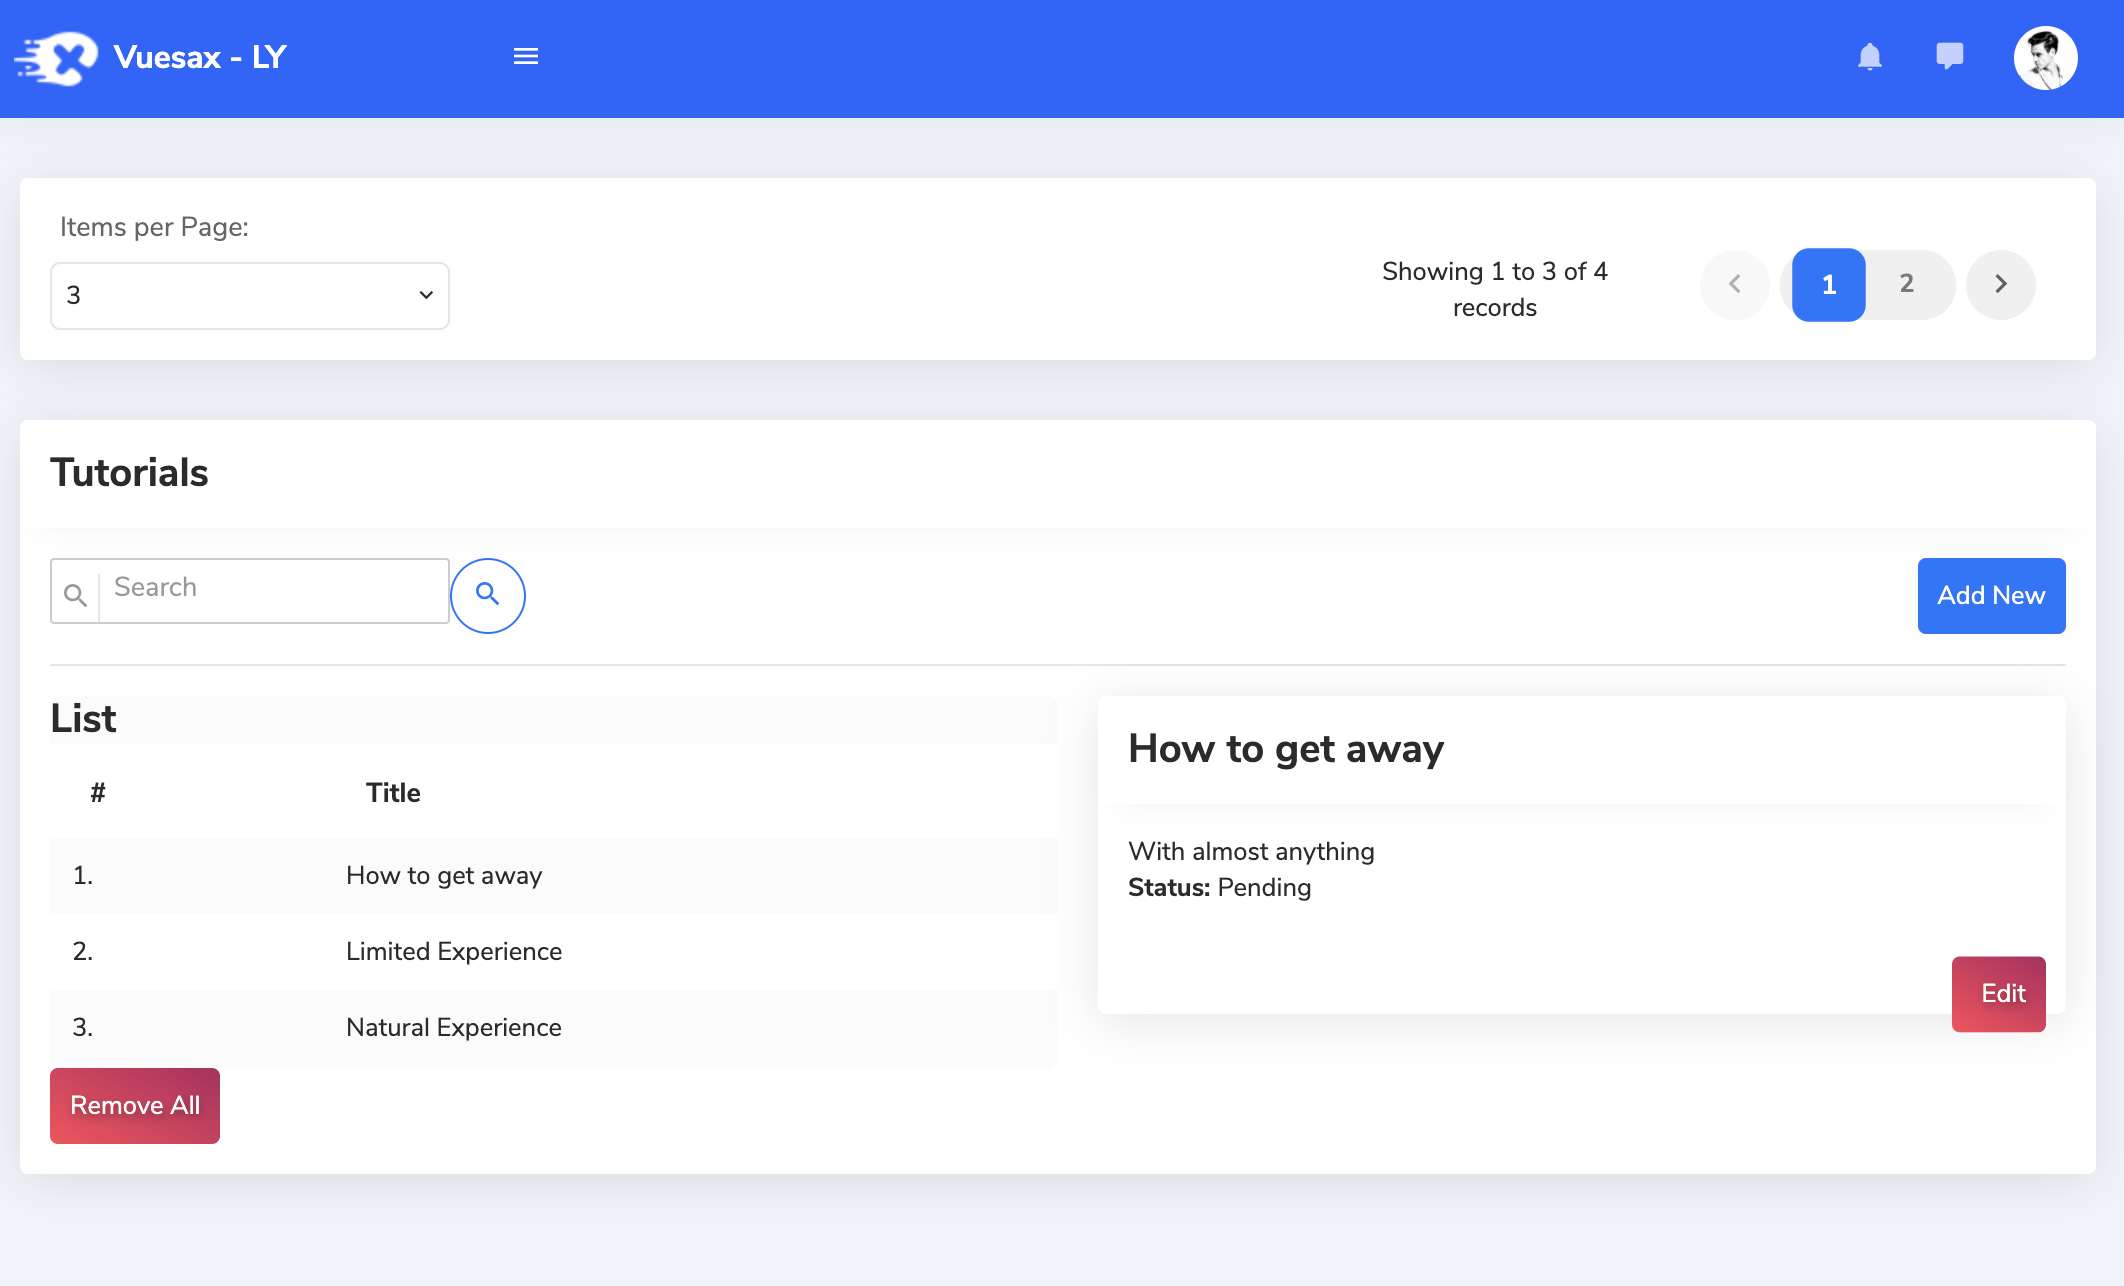 Vuesax - LY
Items per Page:
3
Showing 1 to 3 of 4
records
1 2
Tutorials
Search
Add New
List
# Title
1. How to get away
2. Limited Experience
3. Natural Experience
Remove All
How to get away
With almost anything
Status: Pending
Edit